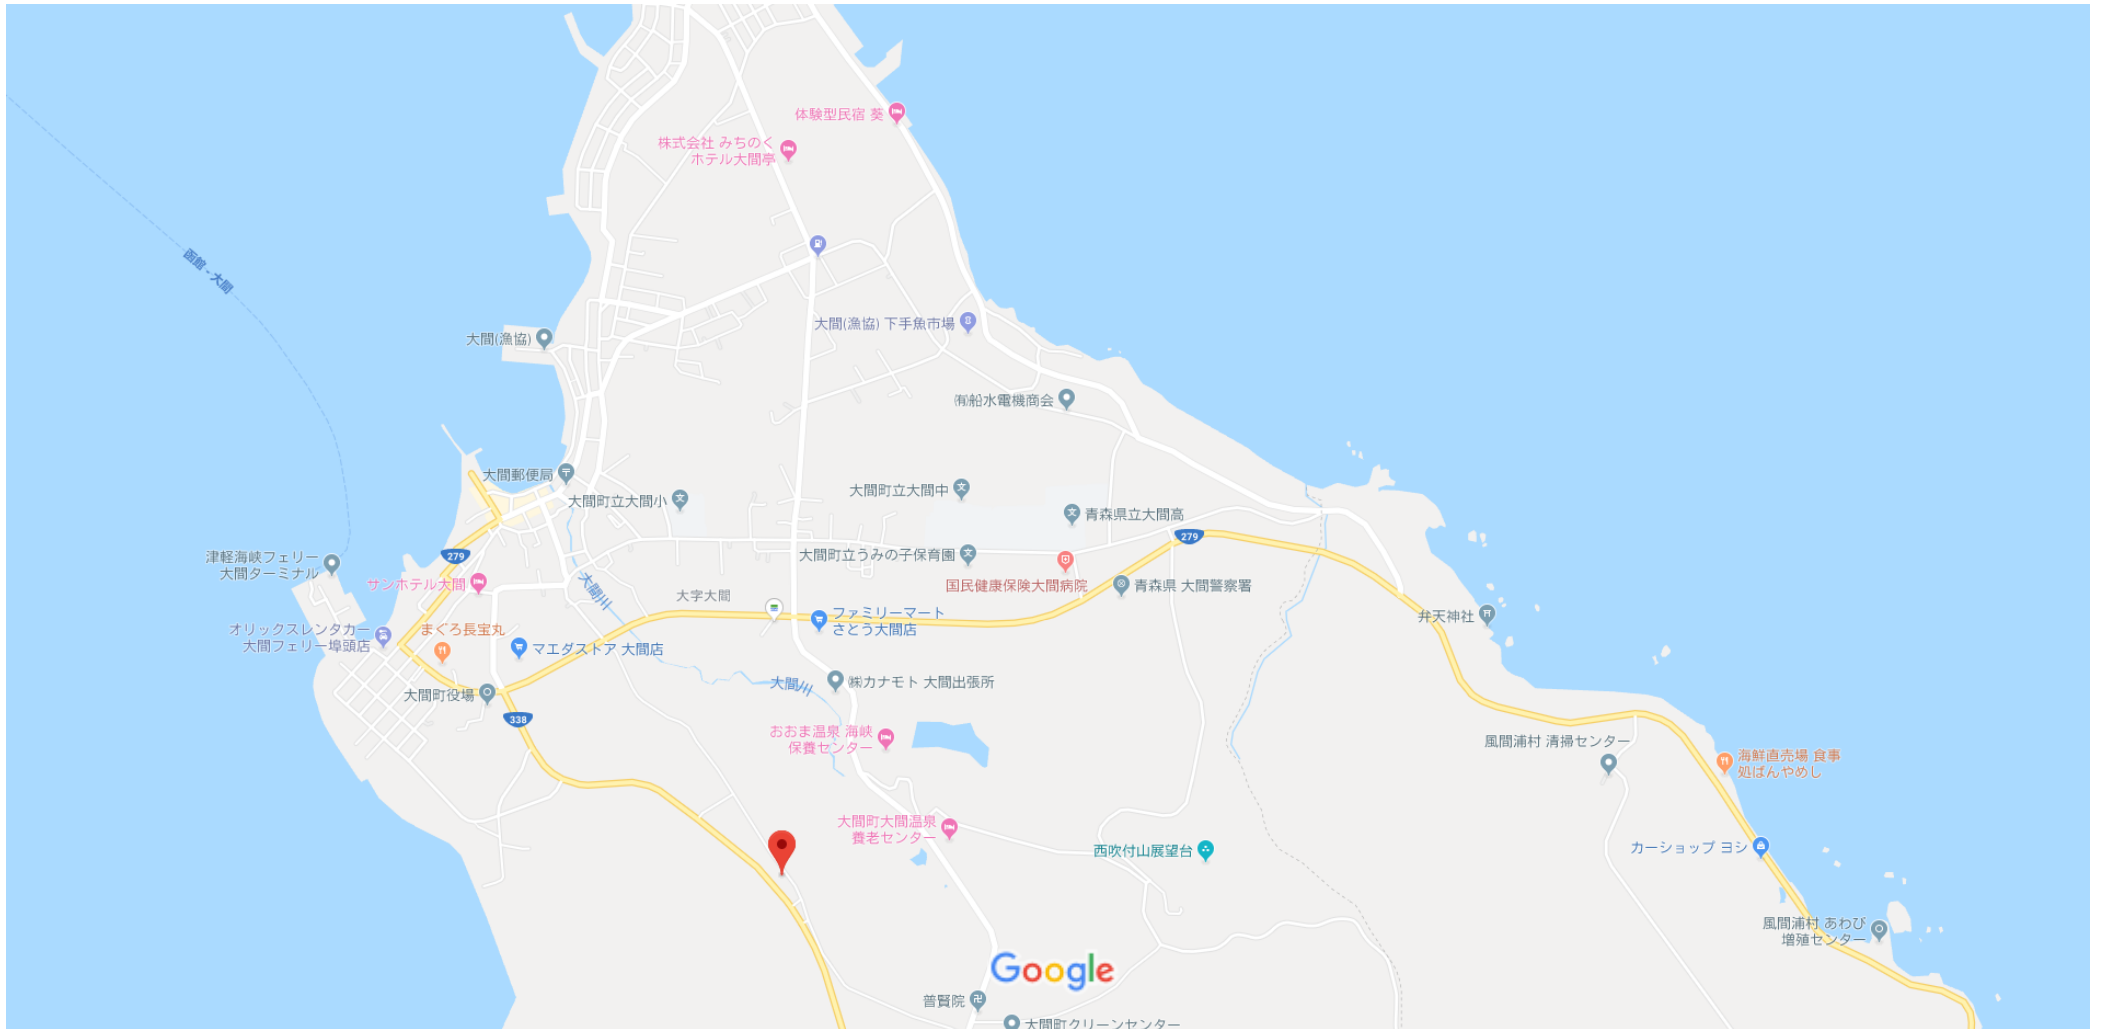 体験型民宿 葵
株式会社 みちのく
ホテル大間亭
函館 - 大間
大間(漁協) 下手魚市場
大間(漁協)
㈲船水電機商会
大間郵便局
大間町立大間小
大間町立大間中
青森県立大間高
279
279
津軽海峡フェリー
大間ターミナル
大間町立うみの子保育園
サンホテル大間
大間川
大字大間
国民健康保険大間病院
青森県 大間警察署
ファミリーマート
さとう大間店
弁天神社
オリックスレンタカー
大間フェリー埠頭店
まぐろ長宝丸
マエダストア 大間店
大間町役場
大間川
㈱カナモト 大間出張所
338
おおま温泉 海峡
保養センター
風間浦村 清掃センター
海鮮直売場 食事
処ばんやめし
大間町大間温泉
養老センター
西吹付山展望台
カーショップ ヨシ
風間浦村 あわび
増殖センター
Google
普賢院
大間町クリーンセンター